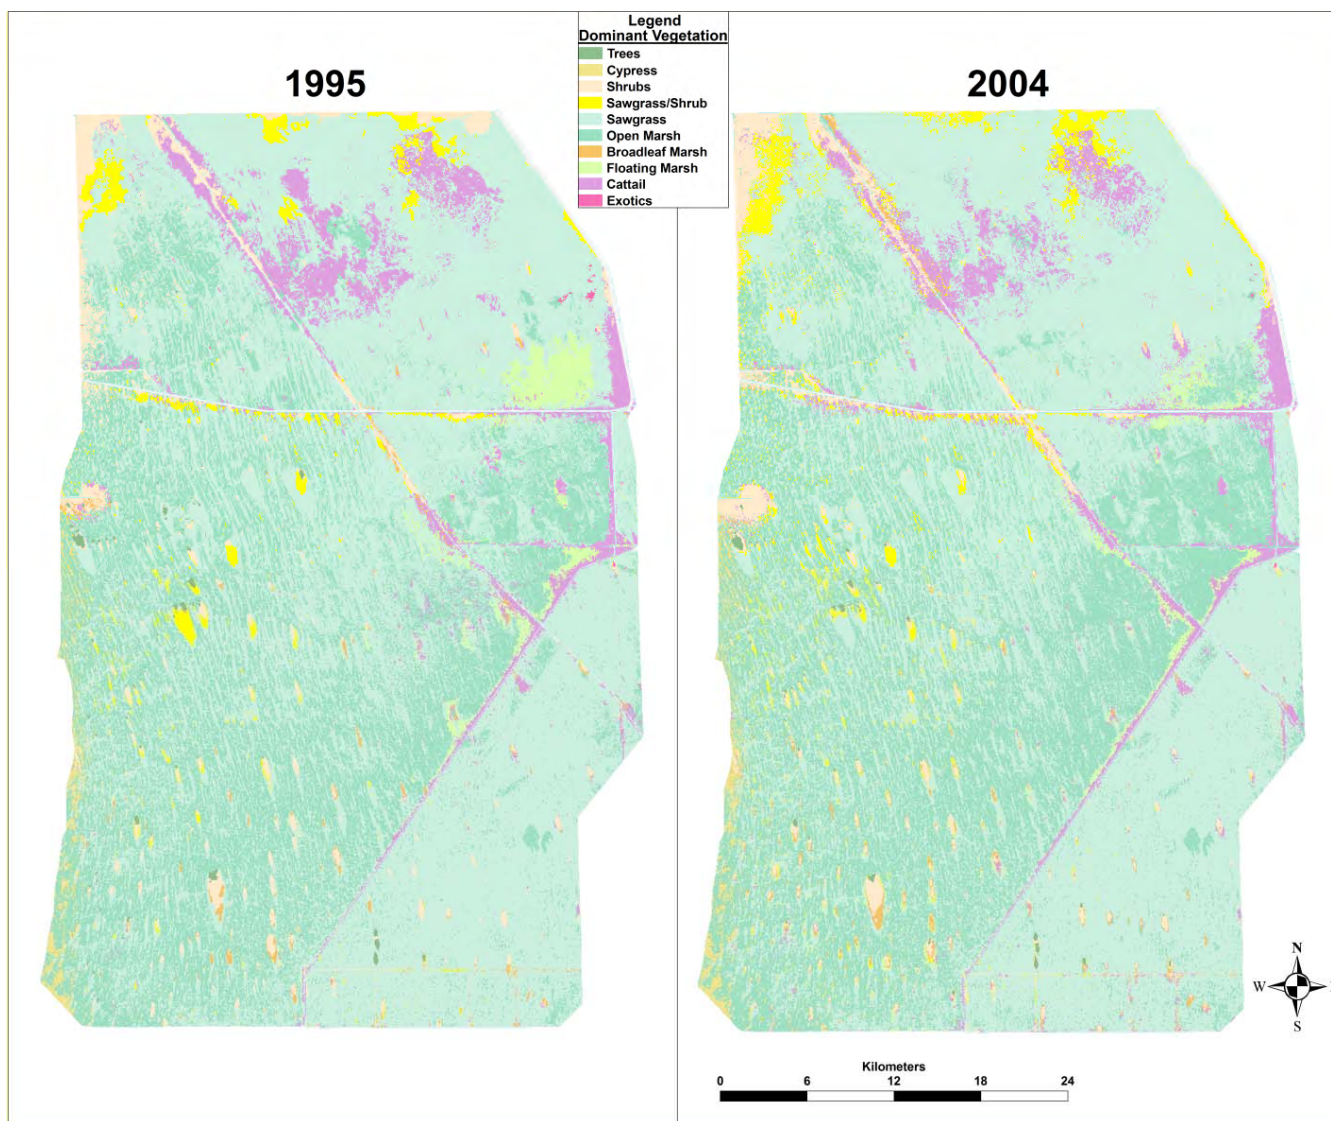 Legend
Dominant Vegetation
Trees
Cypress
Shrubs
Sawgrass/Shrub
Sawgrass
Open Marsh
Broadleaf Marsh
Floating Marsh
Cattail
Exotics
1995
2004
N
W
S
Kilometers
0 6 12 18 24